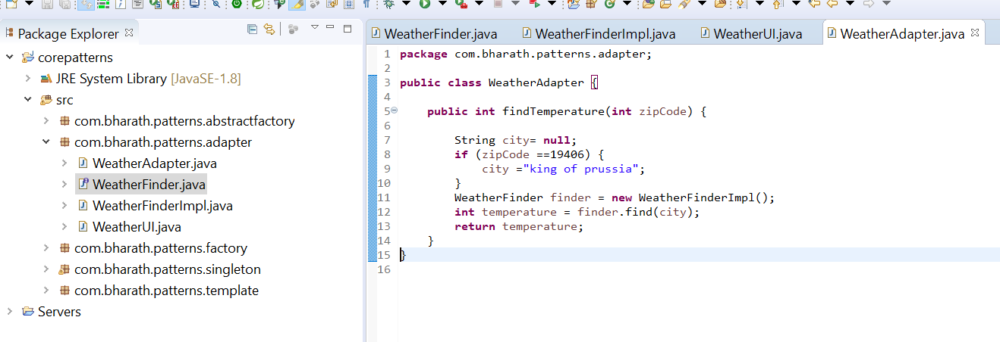 Package Explorer
corepatterns
JRE System Library [JavaSE-1.8]
src
com.bharath.patterns.abstractfactory
com.bharath.patterns.adapter
WeatherAdapter.java
WeatherFinder.java
WeatherFinderImpl.java
WeatherUI.java
com.bharath.patterns.factory
com.bharath.patterns.singleton
com.bharath.patterns.template
Servers
WeatherFinder.java WeatherFinderImpl.java WeatherUI.java WeatherAdapter.java
1 package com.bharath.patterns.adapter;
2
3 public class WeatherAdapter {
4
5 public int findTemperature(int zipCode) {
6
7 String city= null;
8 if (zipCode ==19406) {
9 city ="king of prussia";
10 }
11 WeatherFinder finder = new WeatherFinderImpl();
12 int temperature = finder.find(city);
13 return temperature;
14 }
15 }
16